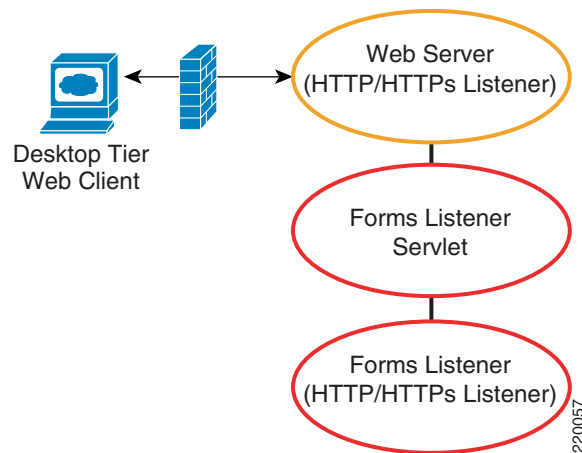 Web Server
(HTTP/HTTPs Listener)
Desktop Tier
Web Client
Forms Listener
Servlet
Forms Listener
(HTTP/HTTPs Listener)
220057